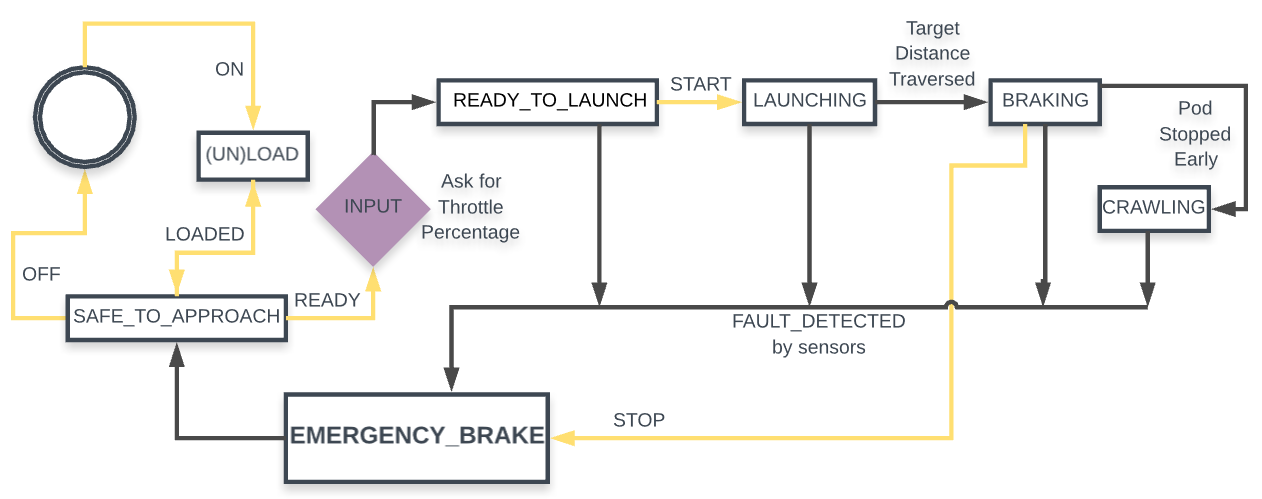 ON
(UN)LOAD
LOADED
OFF
SAFE_TO_APPROACH
READY
INPUT
Ask for
Throttle
Percentage
READY_TO_LAUNCH
START
LAUNCHING
Target
Distance
Traversed
BRAKING
Pod
Stopped
Early
CRAWLING
FAULT_DETECTED
by sensors
STOP
EMERGENCY_BRAKE